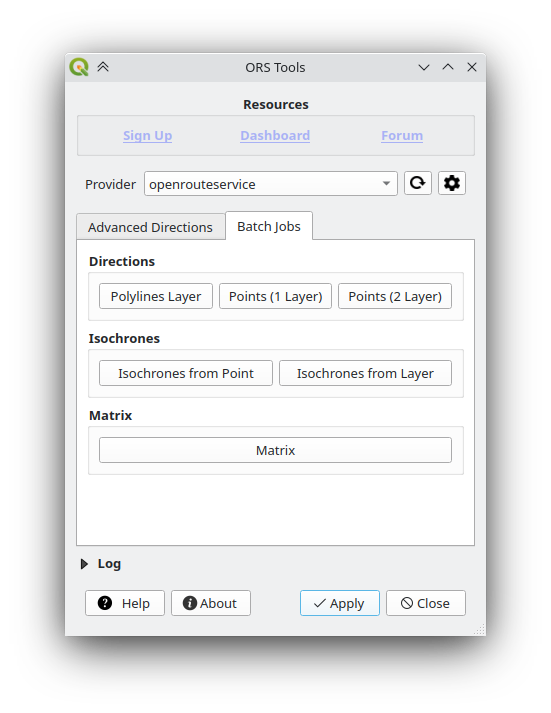 ORS Tools
Resources
Sign Up Dashboard Forum
Provider openrouteservice
Advanced Directions Batch Jobs
Directions
Polylines Layer Points (1 Layer) Points (2 Layer)
Isochrones
Isochrones from Point Isochrones from Layer
Matrix
Matrix
Log
Help About Apply Close